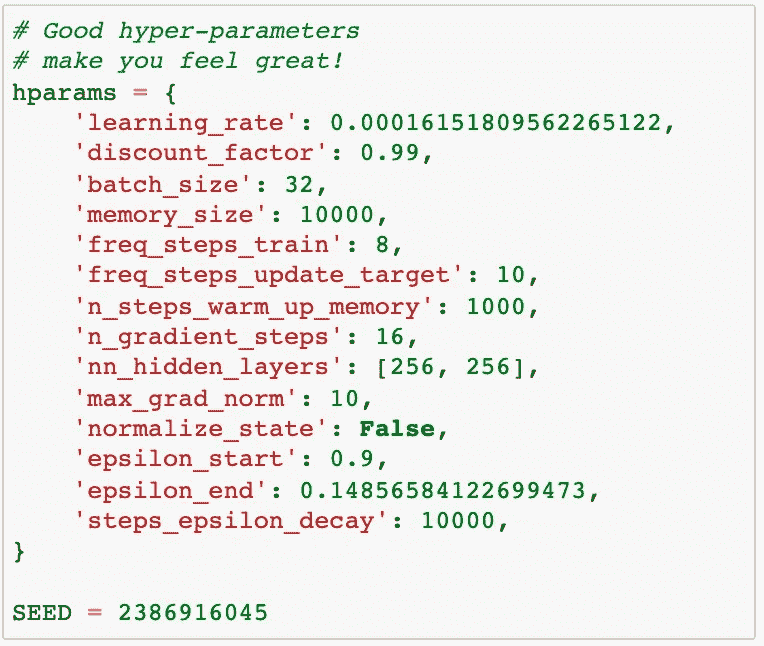 # Good hyper-parameters
# make you feel great!
hparams = {
    'learning_rate': 0.00016151809562265122,
    'discount_factor': 0.99,
    'batch_size': 32,
    'memory_size': 10000,
    'freq_steps_train': 8,
    'freq_steps_update_target': 10,
    'n_steps_warm_up_memory': 1000,
    'n_gradient_steps': 16,
    'nn_hidden_layers': [256, 256],
    'max_grad_norm': 10,
    'normalize_state': False,
    'epsilon_start': 0.9,
    'epsilon_end': 0.14856584122699473,
    'steps_epsilon_decay': 10000,
}
SEED = 2386916045